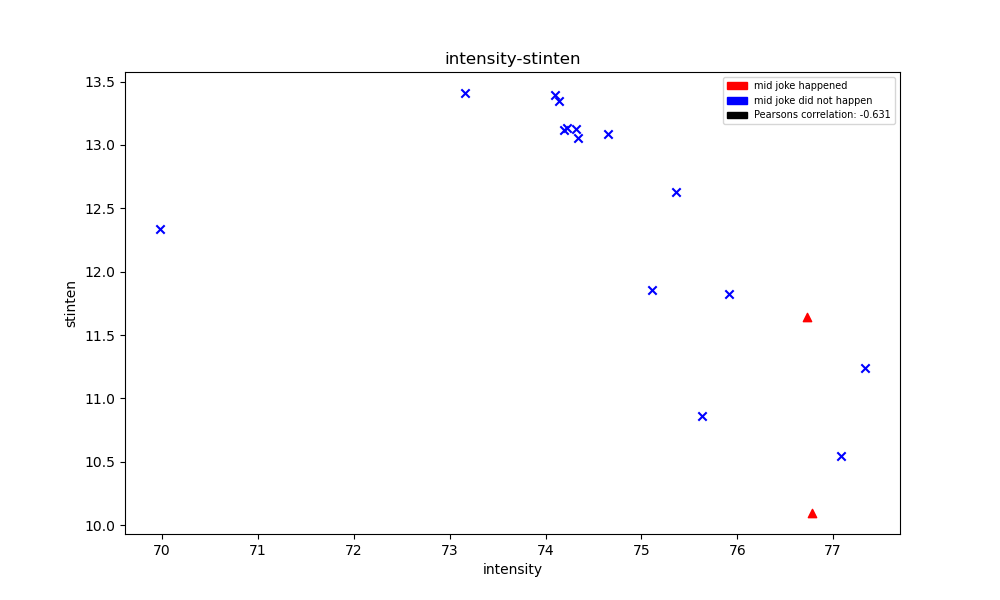 intensity-stinten
mid joke happened
mid joke did not happen
Pearsons correlation: -0.631
13.5
13.0
12.5
12.0
11.5
11.0
10.5
10.0
stinten
70 71 72 73 74 75 76 77
intensity